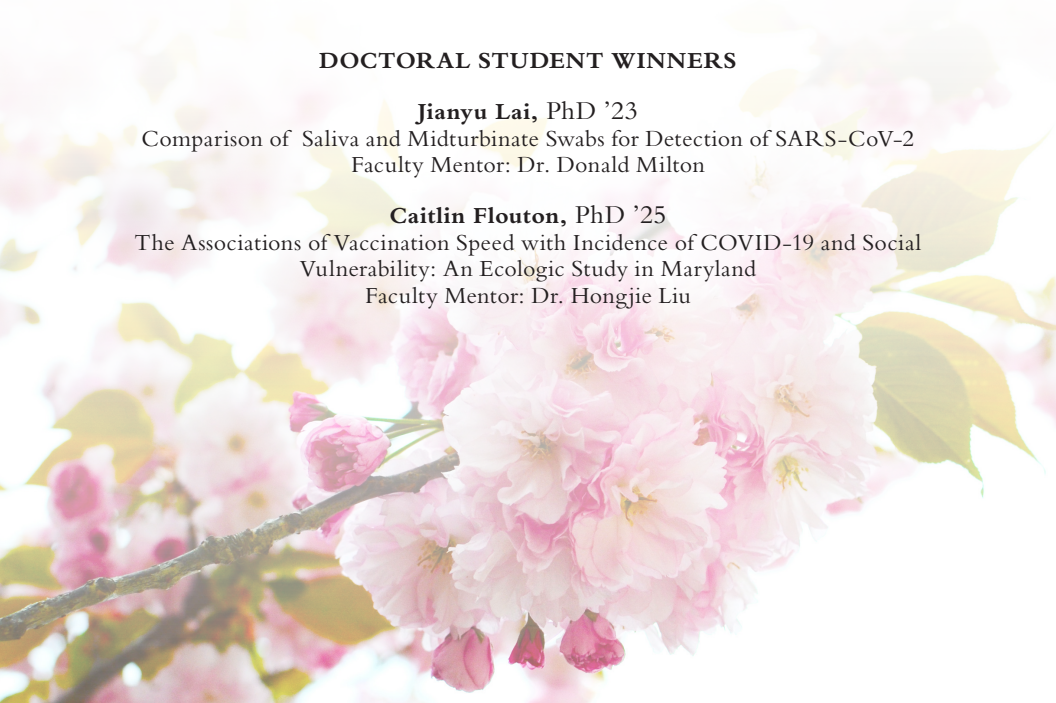 DOCTORAL STUDENT WINNERS
Jianyu Lai, PhD ’23
Comparison of Saliva and Midturbinate Swabs for Detection of SARS-CoV-2
Faculty Mentor: Dr. Donald Milton
Caitlin Flouton, PhD ’25
The Associations of Vaccination Speed with Incidence of COVID-19 and Social
Vulnerability: An Ecologic Study in Maryland
Faculty Mentor: Dr. Hongjie Liu